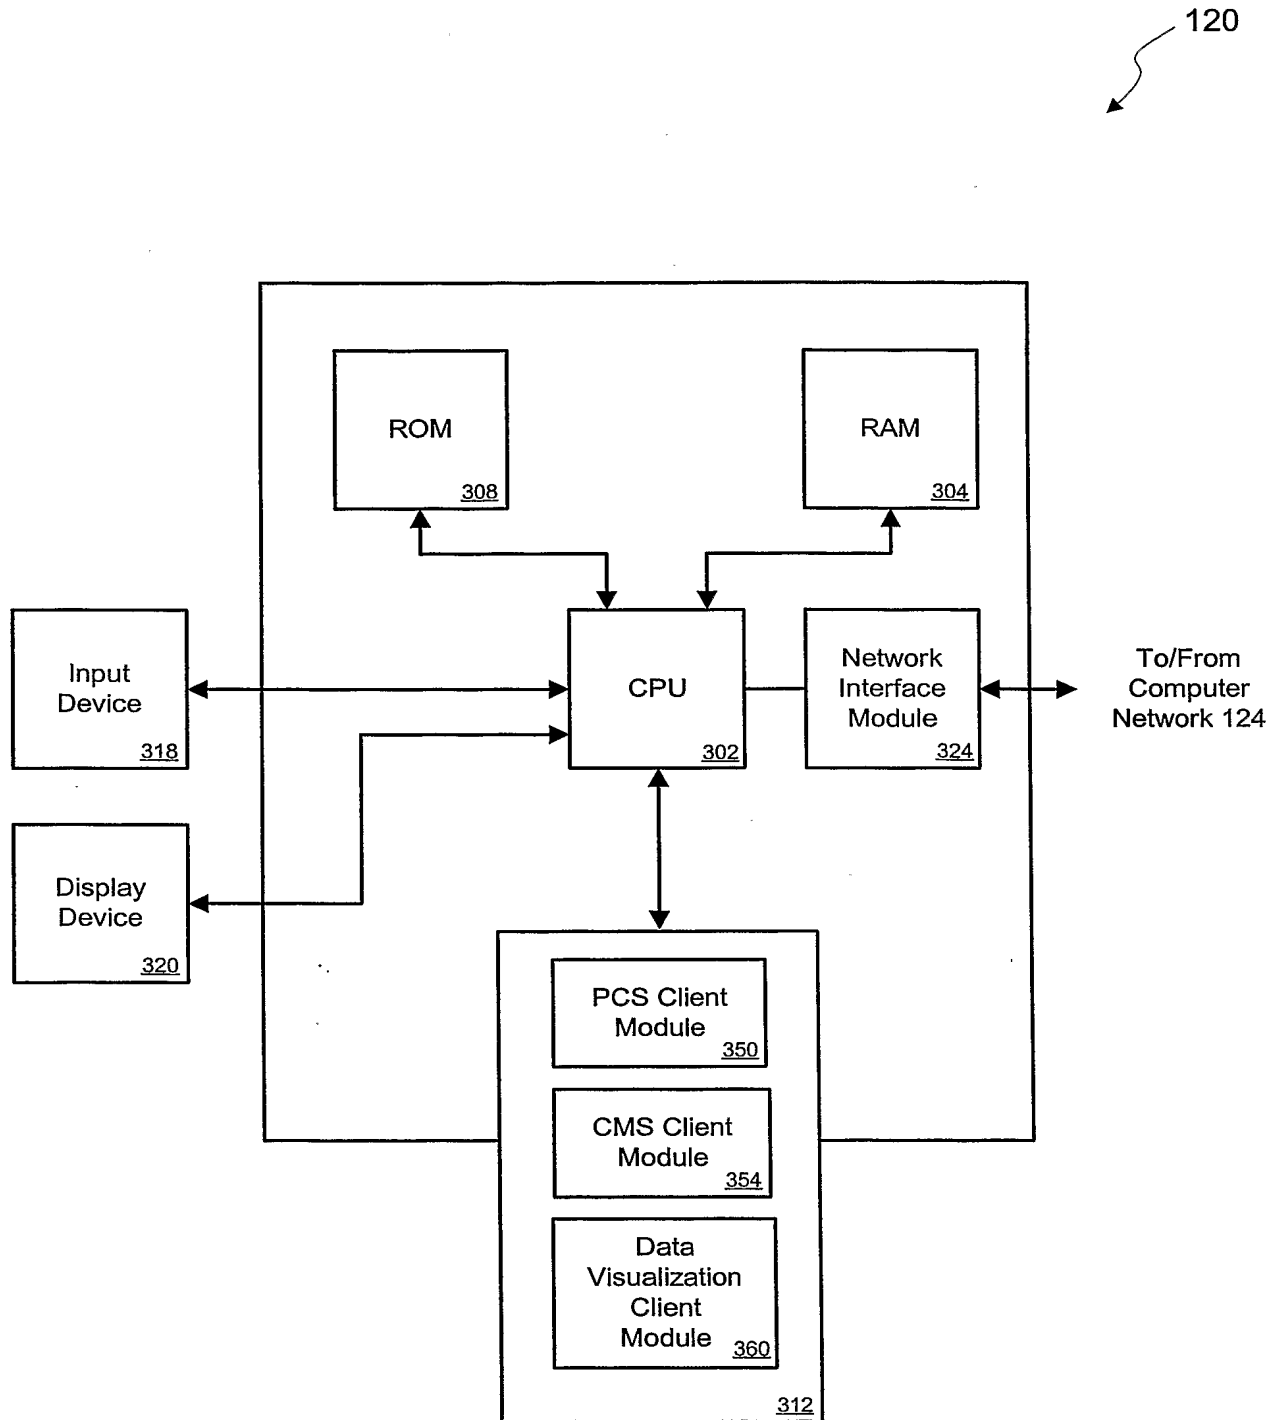 120
ROM
308
RAM
304
Input
Device
318
CPU
302
Network
Interface
Module
324
To/From
Computer
Network 124
Display
Device
320
PCS Client
Module
350
CMS Client
Module
354
Data
Visualization
Client
Module
360
312